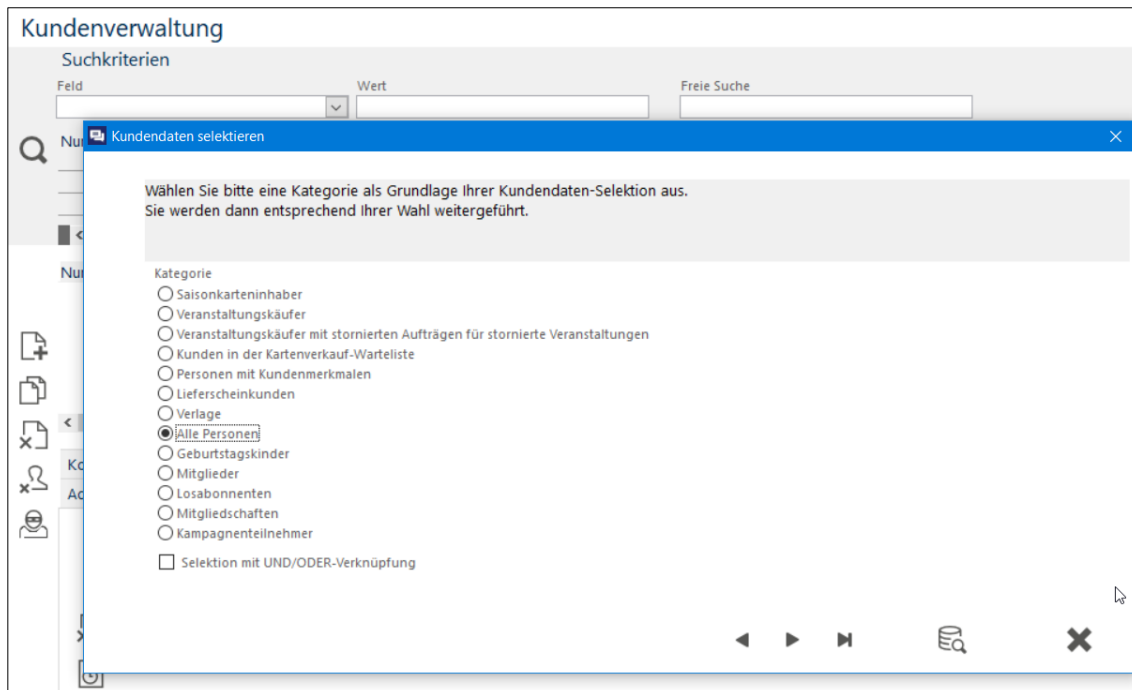 Kundenverwaltung
Suchkriterien
Feld Wert Freie Suche
Kundendaten selektieren
Wählen Sie bitte eine Kategorie als Grundlage Ihrer Kundendaten-Selektion aus.
Sie werden dann entsprechend Ihrer Wahl weitergeführt.
Kategorie
Saisonkarteninhaber
Veranstaltungskäufer
Veranstaltungskäufer mit stornierten Aufträgen für stornierte Veranstaltungen
Kunden in der Kartenverkauf-Warteliste
Personen mit Kundenmerkmalen
Lieferscheinkunden
Verlage
Alle Personen
Geburtstagskinder
Mitglieder
Losabonnenten
Mitgliedschaften
Kampagnenteilnehmer
Selektion mit UND/ODER-Verknüpfung